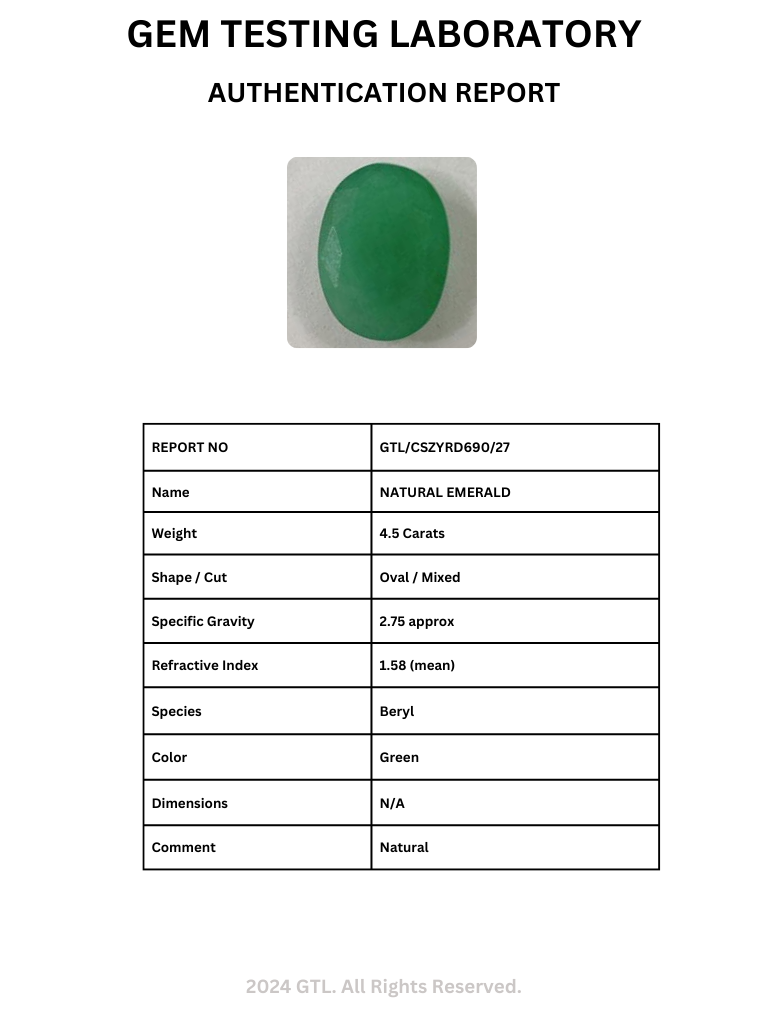 GEM TESTING LABORATORY
AUTHENTICATION REPORT
REPORT NO GTL/CSZYRD690/27
Name NATURAL EMERALD
Weight 4.5 Carats
Shape / Cut Oval / Mixed
Specific Gravity 2.75 approx
Refractive Index 1.58 (mean)
Species Beryl
Color Green
Dimensions N/A
Comment Natural
2024 GTL. All Rights Reserved.